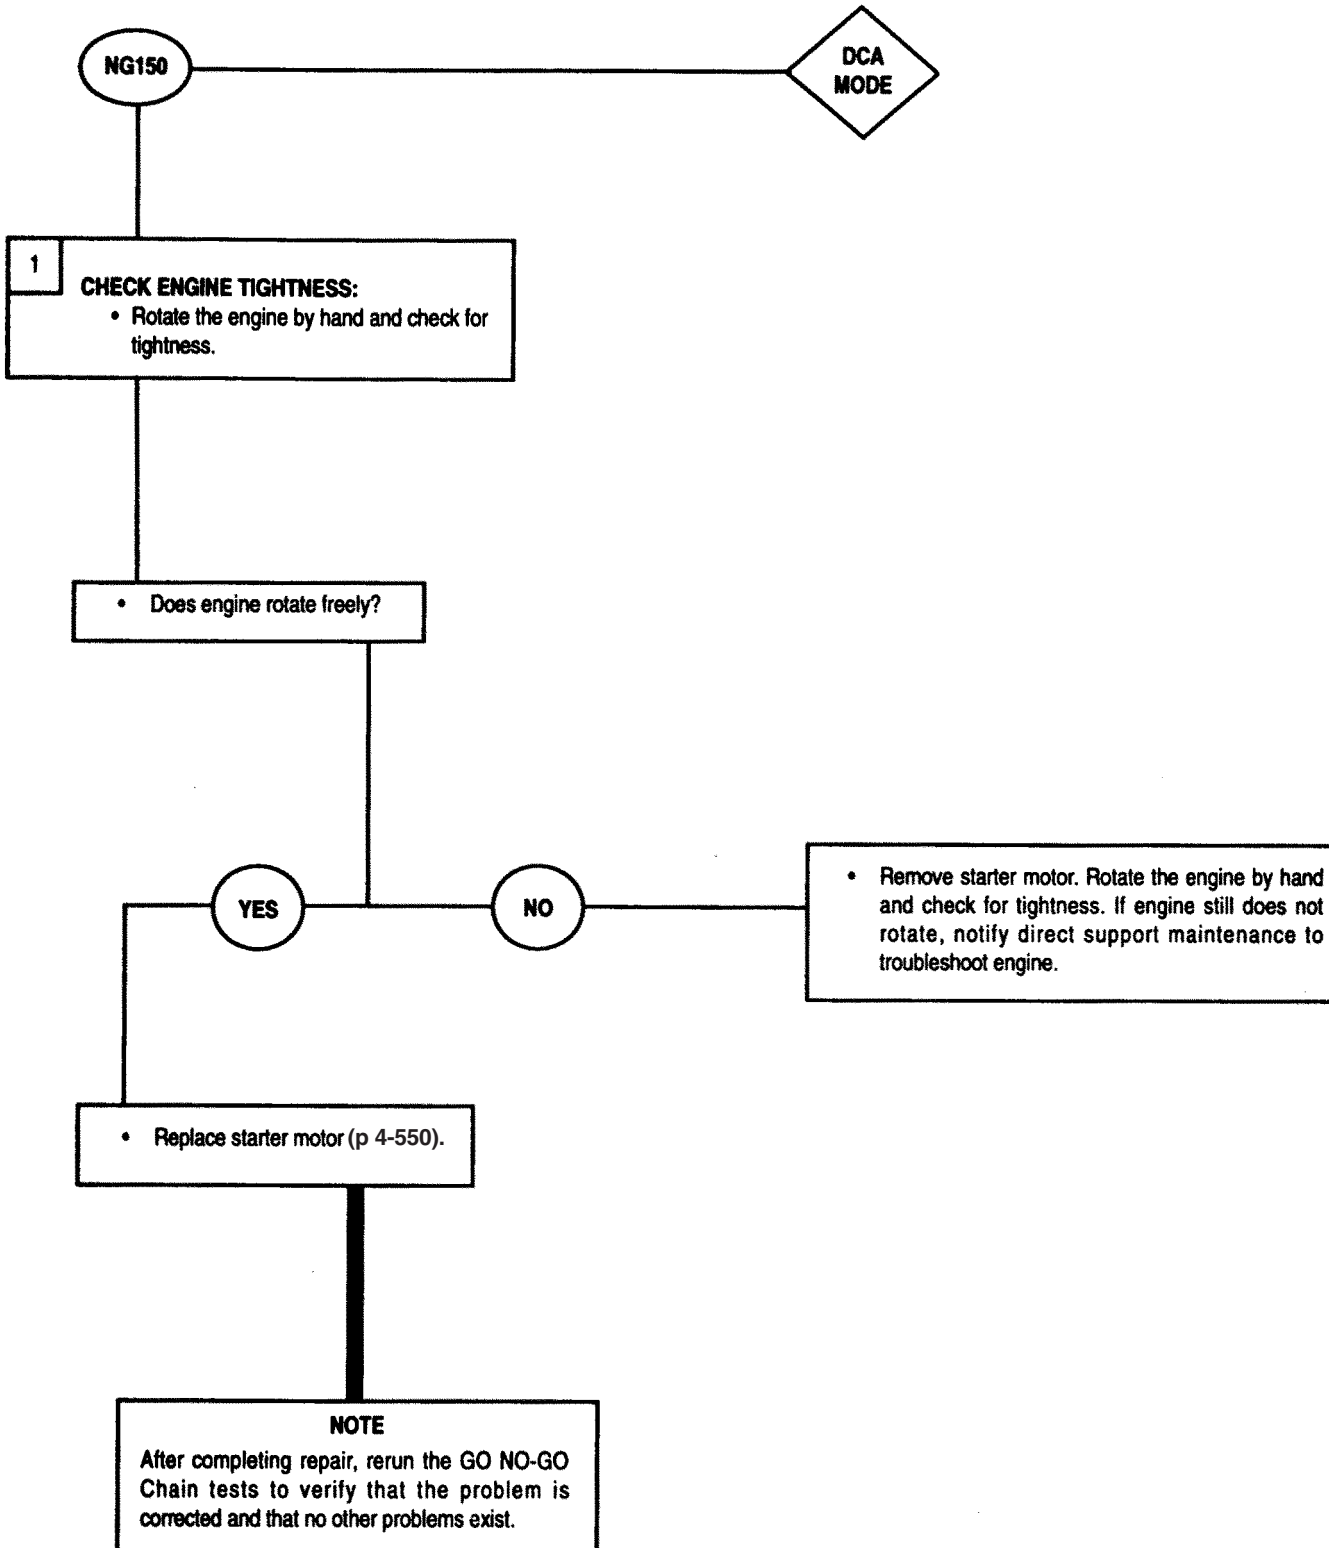 NG150
DCA
MODE
1
CHECK ENGINE TIGHTNESS:
• Rotate the engine by hand and check for
tightness.
• Does engine rotate freely?
YES
NO
• Remove starter motor. Rotate the engine by hand
and check for tightness. If engine still does not
rotate, notify direct support maintenance to
troubleshoot engine.
• Replace starter motor (p 4-550).
NOTE
After completing repair, rerun the GO NO-GO
Chain tests to verify that the problem is
corrected and that no other problems exist.